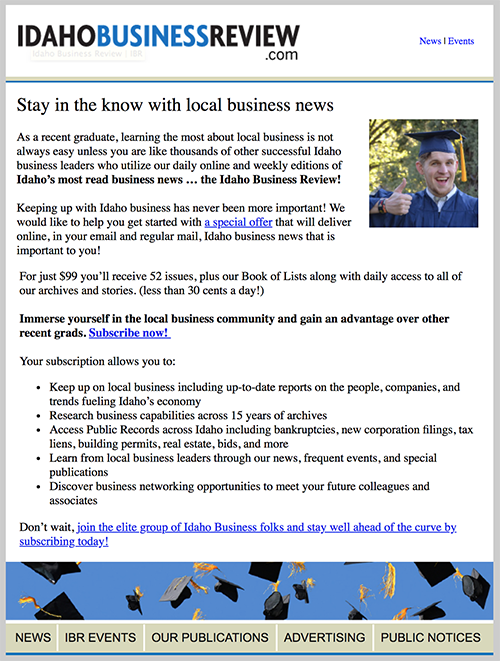 IDAHOBUSINESSREVIEW
.com
Idaho Business Review | IBR
News | Events
Stay in the know with local business news
As a recent graduate, learning the most about local business is not
always easy unless you are like thousands of other successful Idaho
business leaders who utilize our daily online and weekly editions of
Idaho’s most read business news … the Idaho Business Review!
Keeping up with Idaho business has never been more important! We
would like to help you get started with a special offer that will deliver
online, in your email and regular mail, Idaho business news that is
important to you!
For just $99 you’ll receive 52 issues, plus our Book of Lists along with daily access to all of
our archives and stories. (less than 30 cents a day!)
Immerse yourself in the local business community and gain an advantage over other
recent grads. Subscribe now!
Your subscription allows you to:
• Keep up on local business including up-to-date reports on the people, companies, and
trends fueling Idaho’s economy
• Research business capabilities across 15 years of archives
• Access Public Records across Idaho including bankruptcies, new corporation filings, tax
liens, building permits, real estate, bids, and more
• Learn from local business leaders through our news, frequent events, and special
publications
• Discover business networking opportunities to meet your future colleagues and
associates
Don’t wait, join the elite group of Idaho Business folks and stay well ahead of the curve by
subscribing today!
NEWS IBR EVENTS OUR PUBLICATIONS ADVERTISING PUBLIC NOTICES